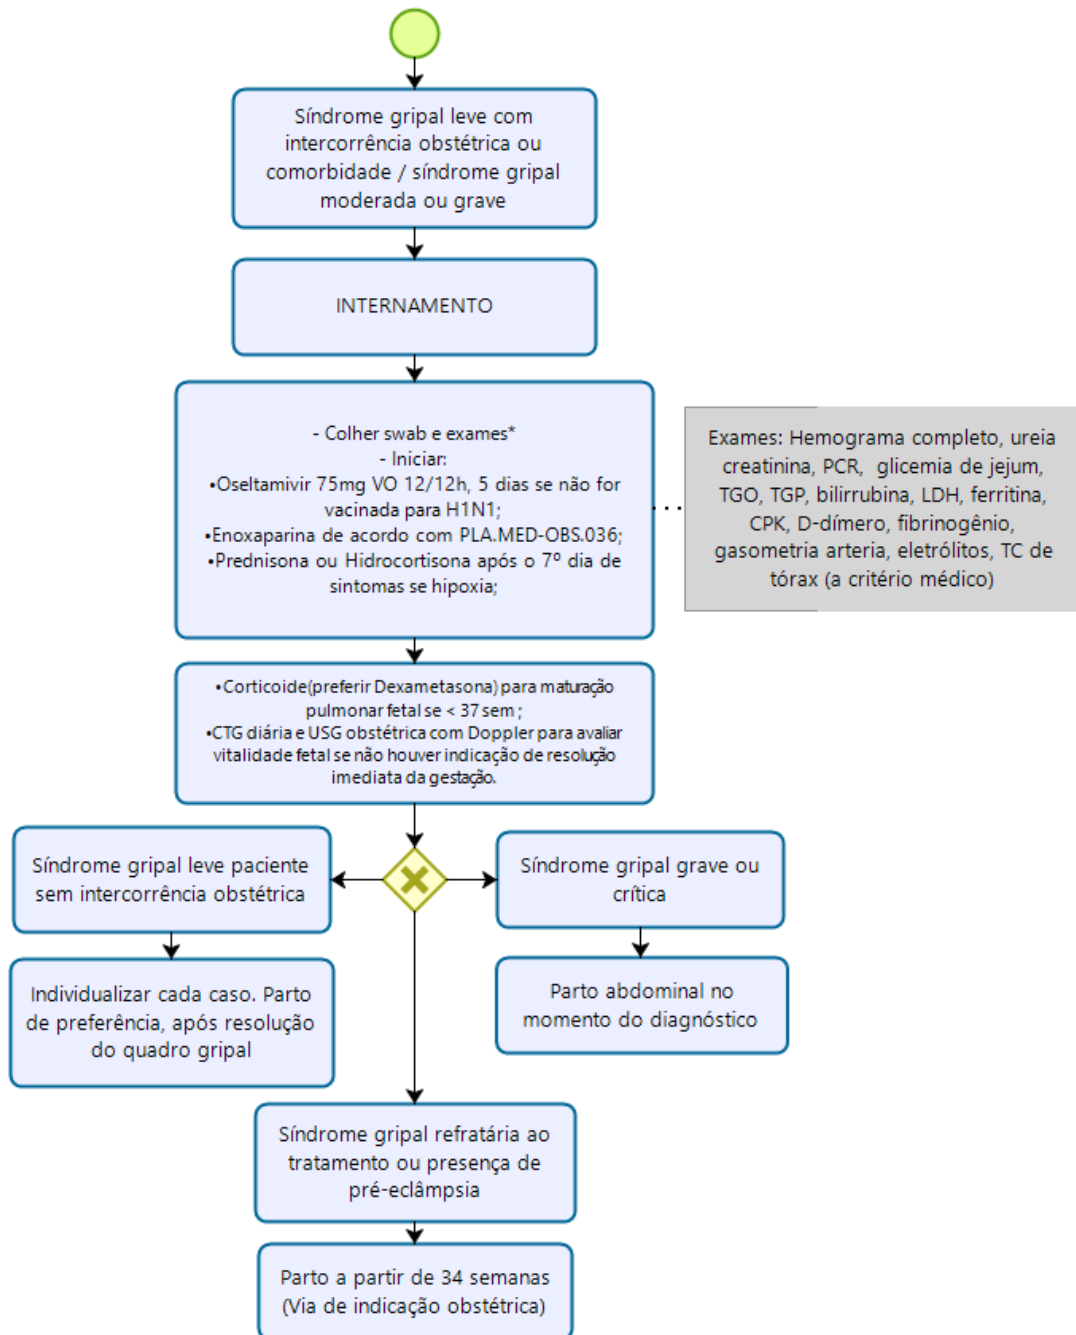 Síndrome gripal leve com
intercorrência obstétrica ou
comorbidade / síndrome gripal
moderada ou grave
INTERNAMENTO
- Colher swab e exames*
- Iniciar:
•Oseltamivir 75mg VO 12/12h, 5 dias se não for
vacinada para H1N1;
•Enoxaparina de acordo com PLA.MED-OBS.036;
•Prednisona ou Hidrocortisona após o 7º dia de
sintomas se hipoxia;
Exames: Hemograma completo, ureia
creatinina, PCR, glicemia de jejum,
TGO, TGP, bilirrubina, LDH, ferritina,
CPK, D-dímero, fibrinogênio,
gasometria arteria, eletrólitos, TC de
tórax (a critério médico)
•Corticoide(preferir Dexametasona) para maturação
pulmonar fetal se < 37 sem ;
•CTG diária e USG obstétrica com Doppler para avaliar
vitalidade fetal se não houver indicação de resolução
imediata da gestação.
Síndrome gripal leve paciente
sem intercorrência obstétrica
Síndrome gripal grave ou
crítica
Individualizar cada caso. Parto
de preferência, após resolução
do quadro gripal
Parto abdominal no
momento do diagnóstico
Síndrome gripal refratária ao
tratamento ou presença de
pré-eclâmpsia
Parto a partir de 34 semanas
(Via de indicação obstétrica)